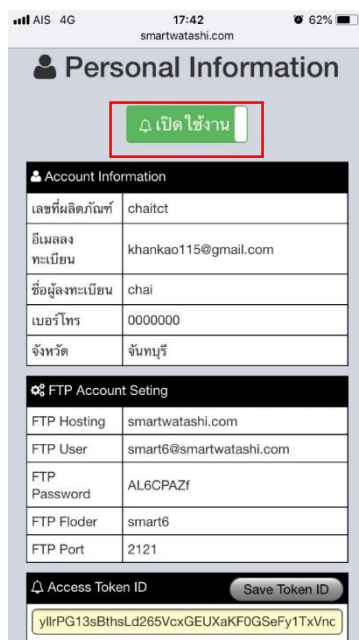 AIS 4G 17:42 62%
smartwatashi.com
Personal Information
เปิดใช้งาน
Account Information
เลขที่ผลิตภัณฑ์ chaitct
อีเมลลง
ทะเบียน khankao115@gmail.com
ชื่อผู้ลงทะเบียน chai
เบอร์โทร 0000000
จังหวัด จันทบุรี
FTP Account Seting
FTP Hosting smartwatashi.com
FTP User smart6@smartwatashi.com
FTP
Password AL6CPAZf
FTP Floder smart6
FTP Port 2121
Access Token ID Save Token ID
yllrPG13sBthsLd265VcxGEUXaKF0GSeFy1TxVnc